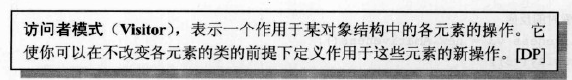 访问者模式（Visitor），表示一个作用于某对象结构中的各元素的操作。它
使你可以在不改变各元素的类的前提下定义作用于这些元素的新操作。[DP]